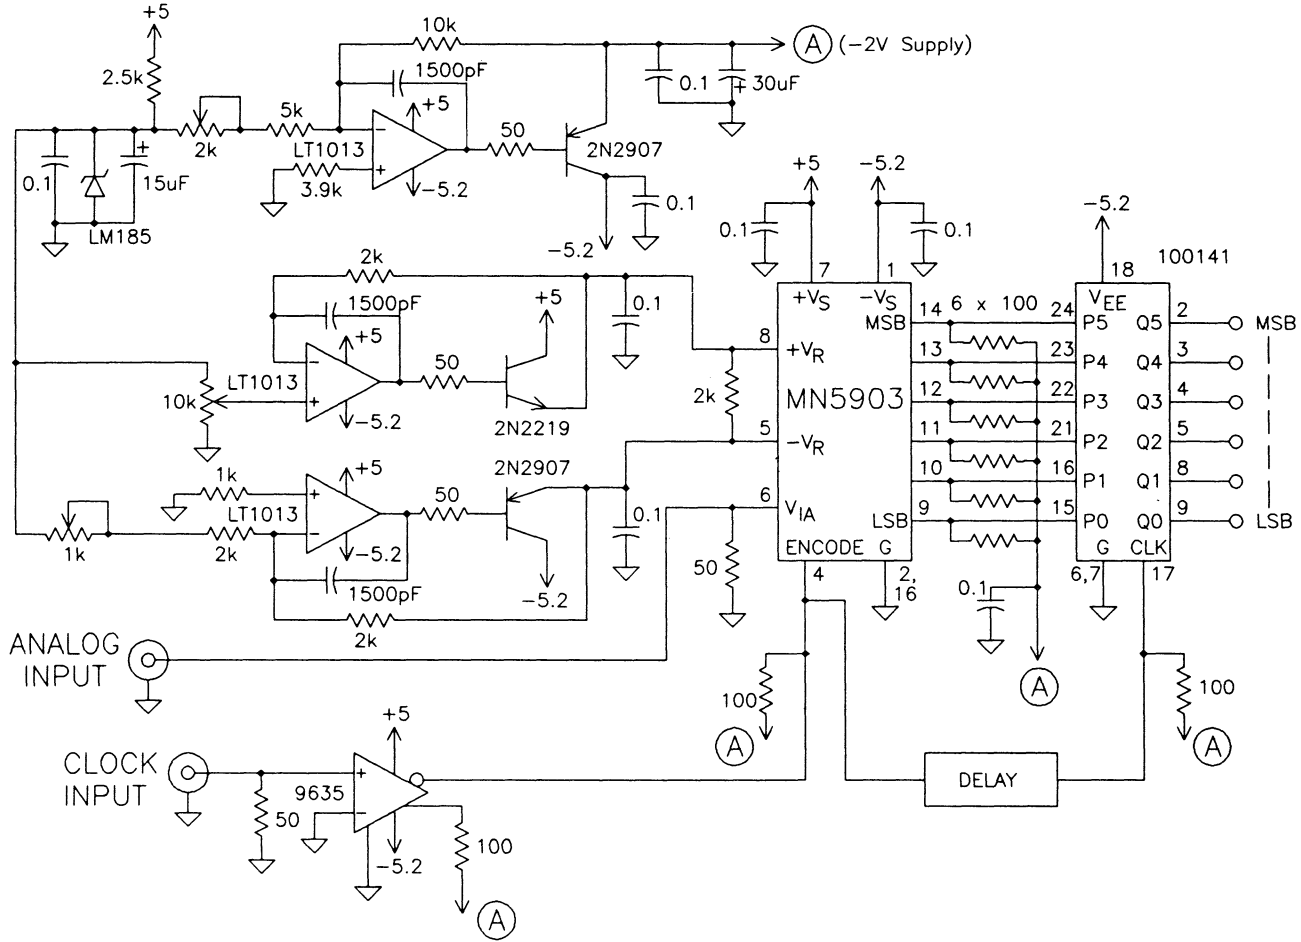 +5
10k
A (-2V Supply)
2.5k
1500pF
0.1
+ 30uF
+5
5k
-
50
2k
LT1013
+
2N2907
0.1
+
15uF
3.9k
-5.2
0.1
LM185
-5.2
+5
-5.2
0.1
0.1
-5.2
2k
100141
1500pF
+5
0.1
7
1
18
+VS
-VS
VEE
+5
14
6 x 100
24
2
MSB
P5
Q5
MSB
-
50
8
+VR
13
23
P4
Q4
3
LT1013
10k
+
2k
MN5903
12
22
P3
Q3
4
-5.2
2N2219
5
-VR
11
21
P2
Q2
5
+5
2N2907
1k
+
50
6
VIA
10
16
P1
Q1
8
LT1013
0.1
LSB
9
15
P0
Q0
9
LSB
1k
2k
-
-5.2
ENCODE
G
G
CLK
50
4
2,
16
6,7
17
1500pF
-5.2
0.1
2k
ANALOG
INPUT
A
100
100
+5
A
A
CLOCK
INPUT
+
9635
-
DELAY
50
100
-5.2
A